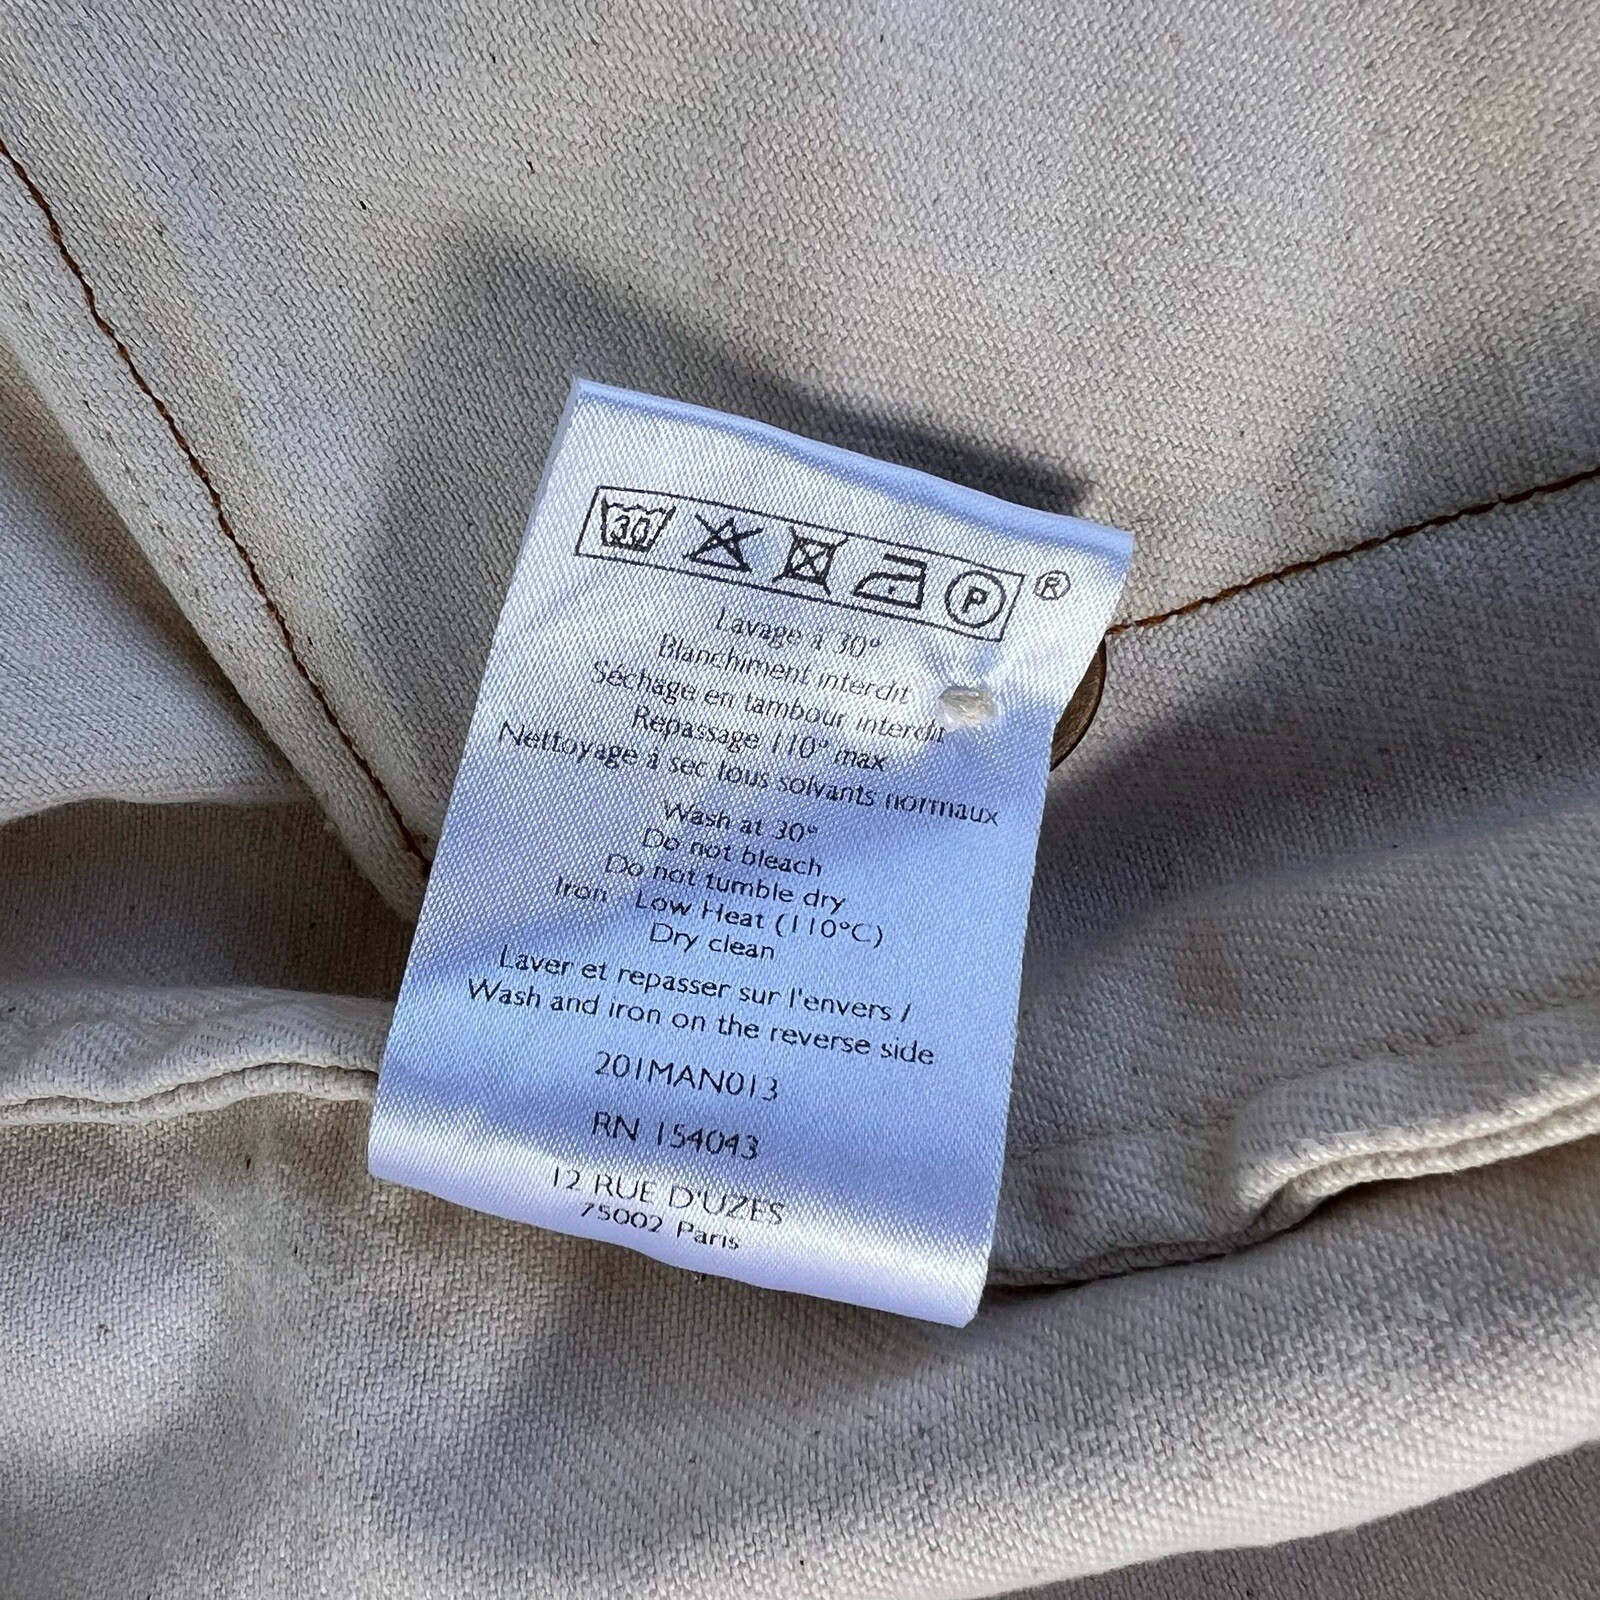 30
P ®
Lavage à 30°
Blanchiment interdit
Séchage en tambour interdit
Repassage 110° max
Nettoyage à sec tous solvants normaux
Wash at 30°
Do not bleach
Do not tumble dry
Iron Low Heat (110°C)
Dry clean
Laver et repasser sur l'envers /
Wash and iron on the reverse side
201MAN013
RN 154043
12 RUE D'UZES
75002 Paris